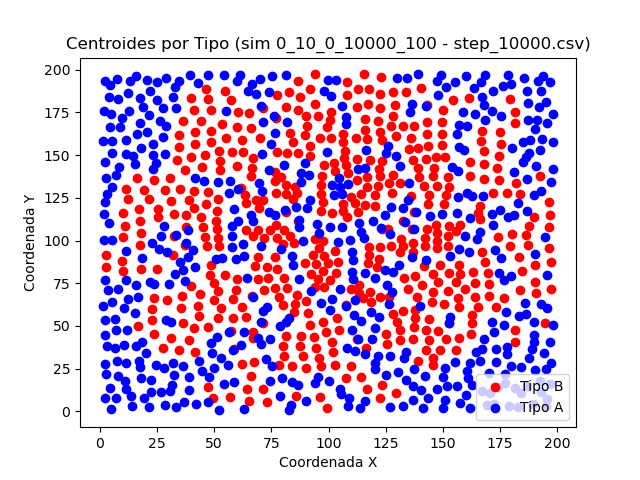 Centroides por Tipo (sim 0_10_0_10000_100 - step_10000.csv)
Coordenada Y
200
175
150
125
100
75
50
25
0
Tipo B
Tipo A
0 25 50 75 100 125 150 175 200
Coordenada X